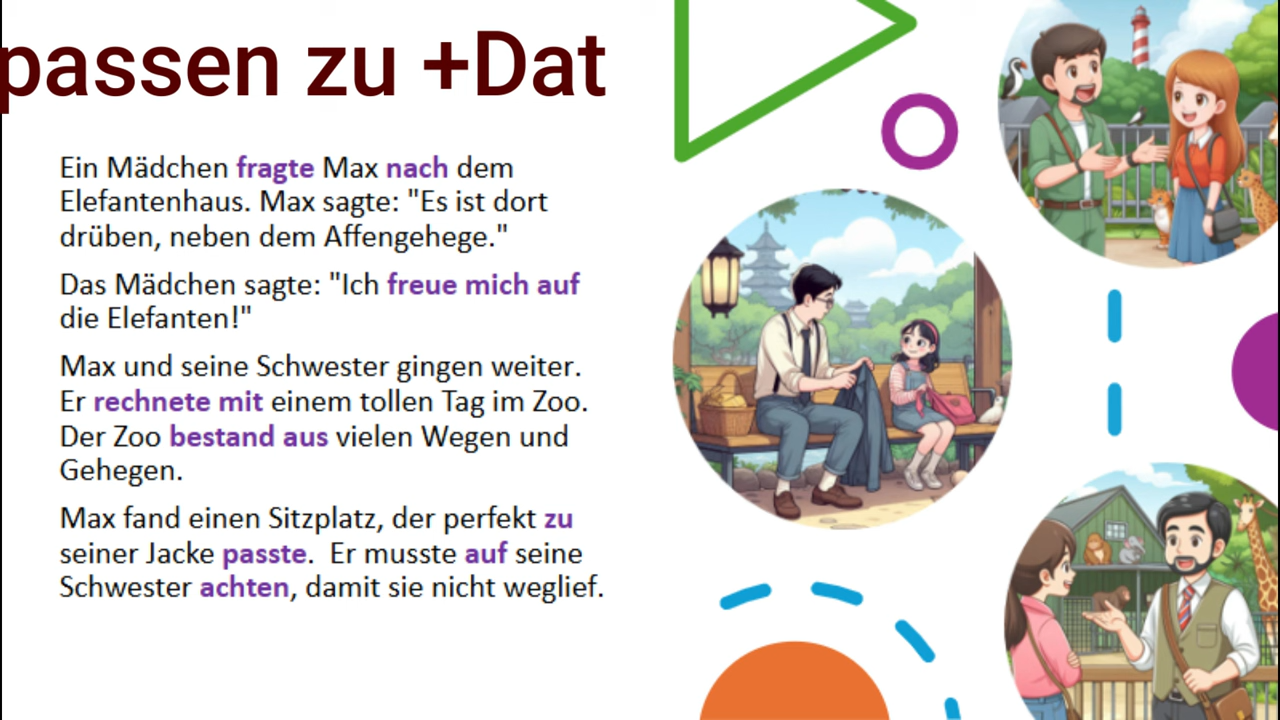 passen zu +Dat
Ein Mädchen fragte Max nach dem
Elefantenhaus. Max sagte: "Es ist dort
drüben, neben dem Affengehege."
Das Mädchen sagte: "Ich freue mich auf
die Elefanten!"
Max und seine Schwester gingen weiter.
Er rechnete mit einem tollen Tag im Zoo.
Der Zoo bestand aus vielen Wegen und
Gehegen.
Max fand einen Sitzplatz, der perfekt zu
seiner Jacke passte.  Er musste auf seine
Schwester achten, damit sie nicht weglief.